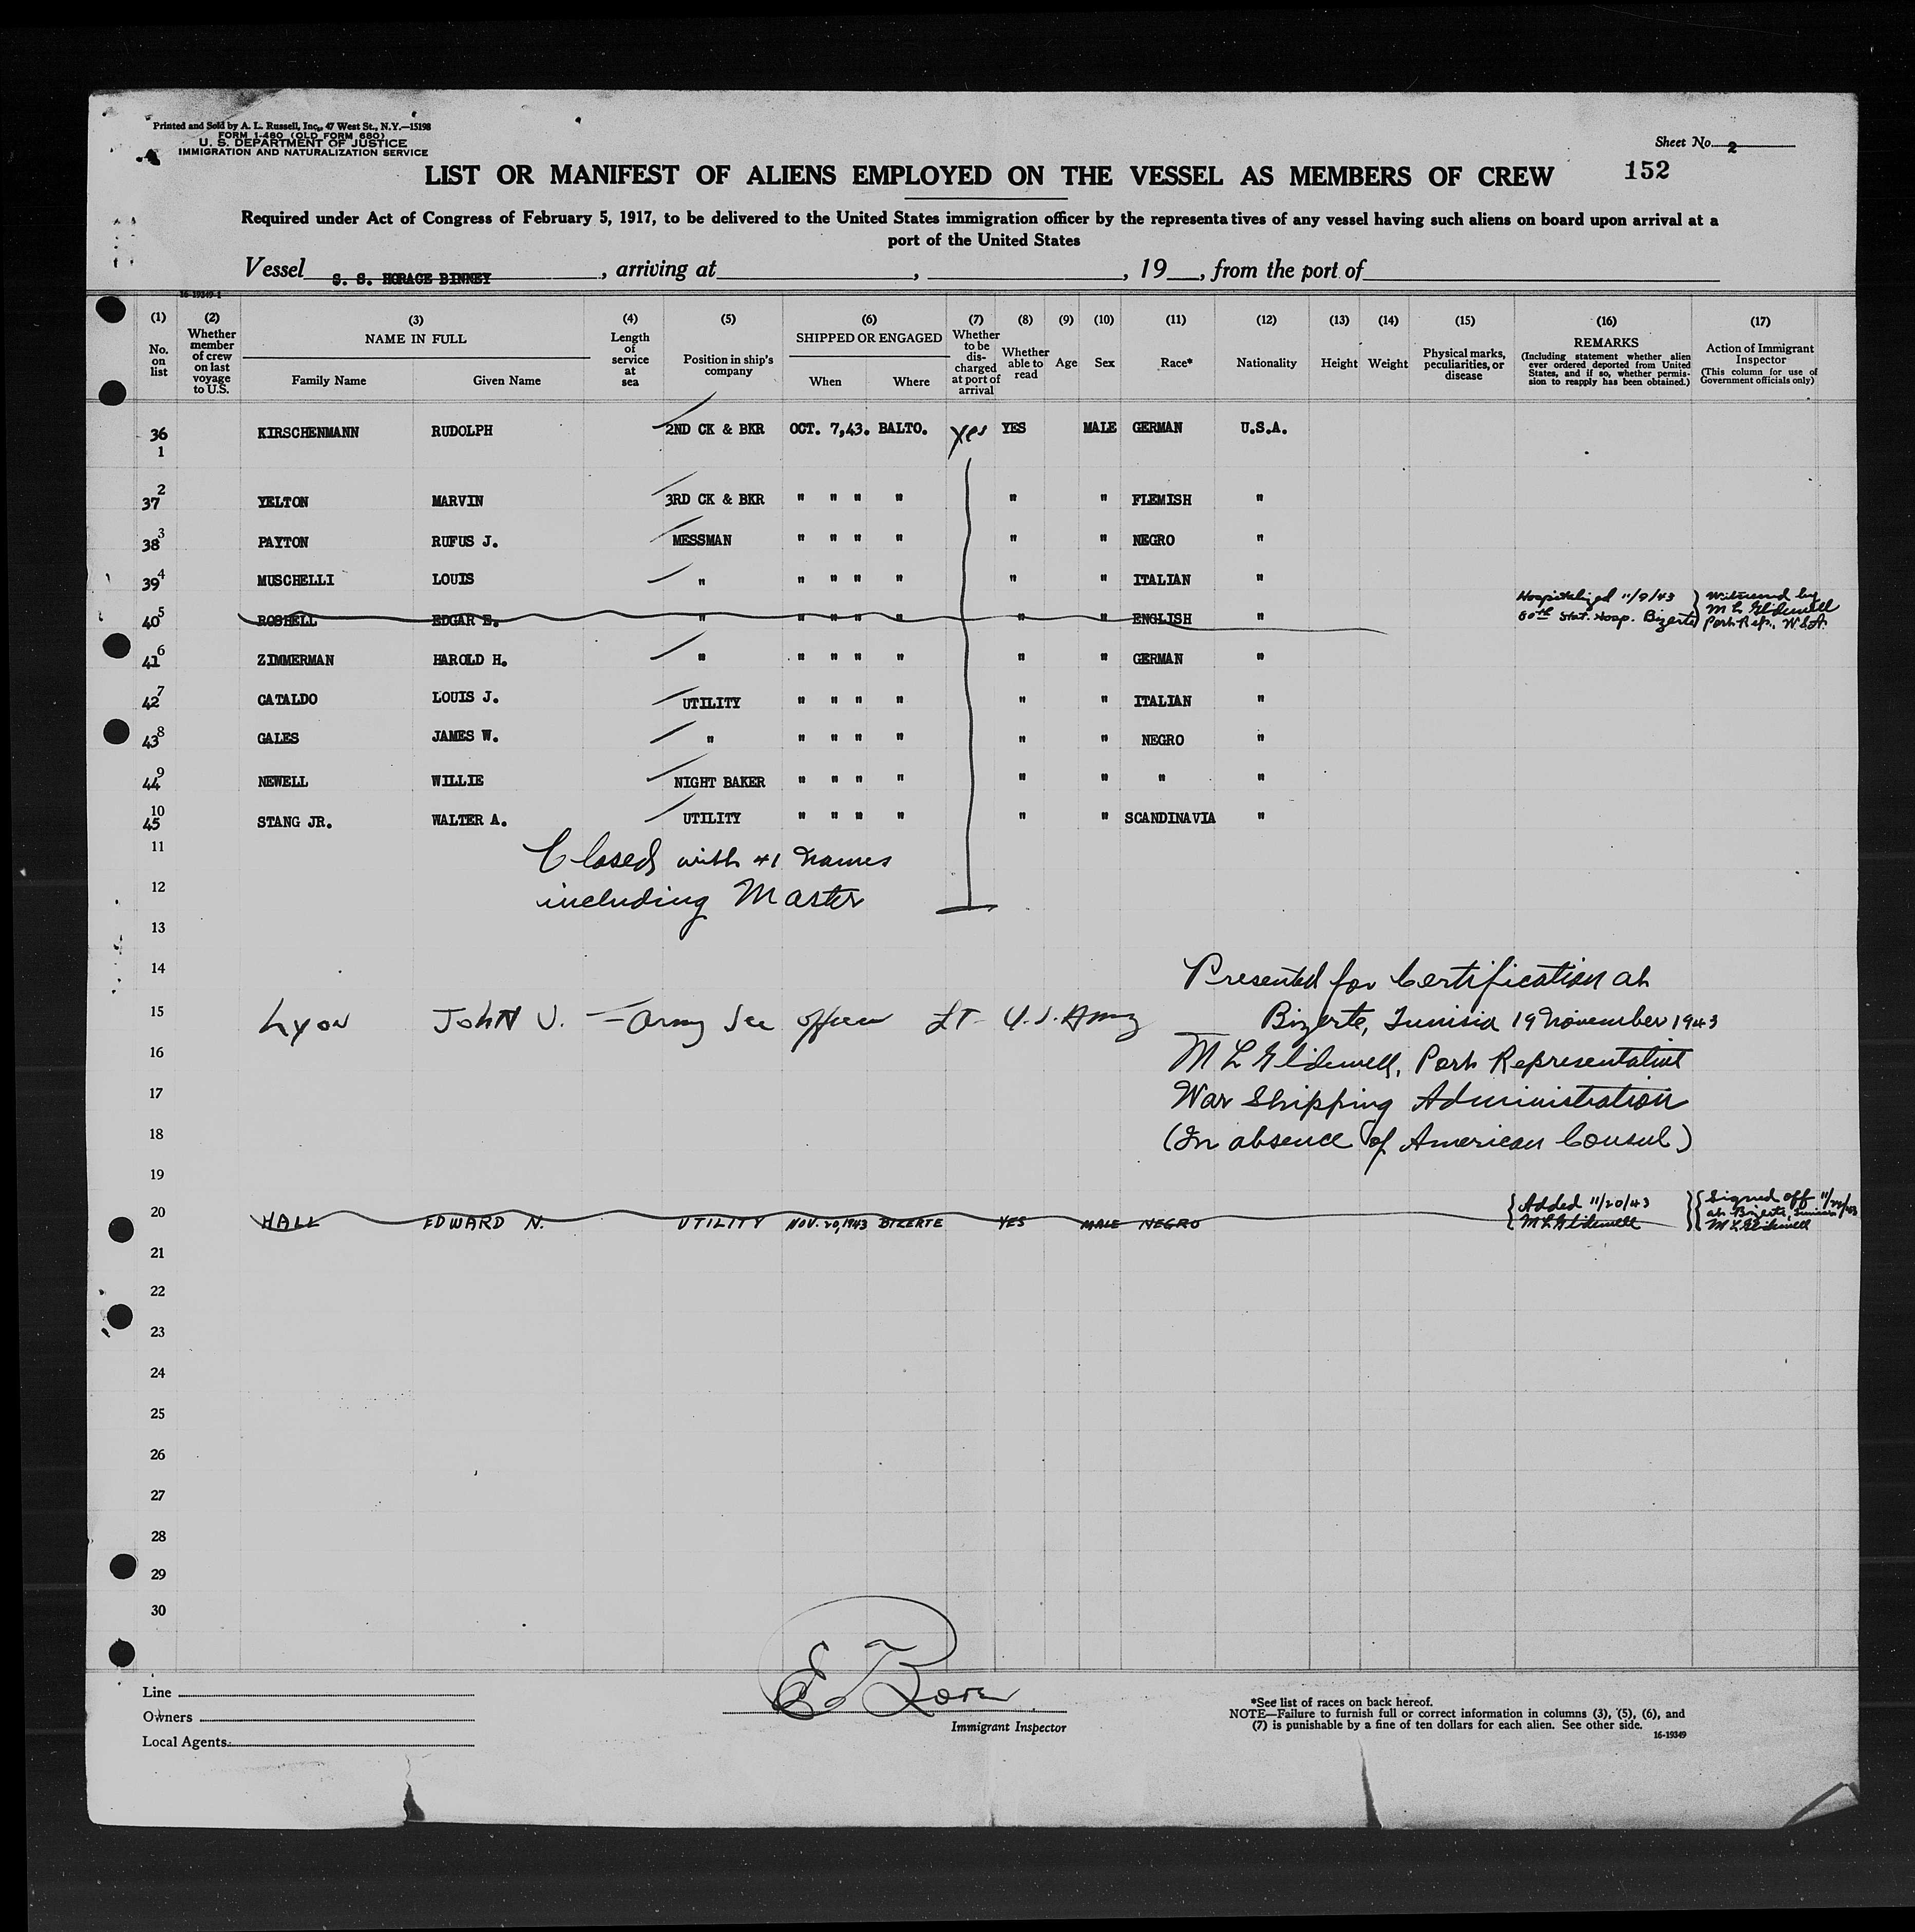 Printed and Sold by A. L. Russell, Inc., 47 West St., N.Y.—15198
FORM I-480 (OLD FORM 680)
U. S. DEPARTMENT OF JUSTICE
IMMIGRATION AND NATURALIZATION SERVICE
Sheet No. 2
152
LIST OR MANIFEST OF ALIENS EMPLOYED ON THE VESSEL AS MEMBERS OF CREW
Required under Act of Congress of February 5, 1917, to be delivered to the United States immigration officer by the representatives of any vessel having such aliens on board upon arrival at a
port of the United States
Vessel S. S. HORACE BINNEY, arriving at , , 19 , from the port of
16-19349-1
(1) No. on list
(2) Whether member of crew on last voyage to U.S.
(3) NAME IN FULL Family Name Given Name
(4) Length of service at sea
(5) Position in ship's company
(6) SHIPPED OR ENGAGED When Where
(7) Whether to be discharged at port of arrival
(8) Whether able to read
(9) Age
(10) Sex
(11) Race*
(12) Nationality
(13) Height
(14) Weight
(15) Physical marks, peculiarities, or disease
(16) REMARKS (Including statement whether alien ever ordered deported from United States, and if so, whether permission to reapply has been obtained.)
(17) Action of Immigrant Inspector (This column for use of Government officials only)
36 1 KIRSCHENMANN RUDOLPH 2ND CK & BKR OCT. 7,43. BALTO. yes YES MALE GERMAN U.S.A.
37 2 YELTON MARVIN 3RD CK & BKR " " " " " " FLEMISH "
38 3 PAYTON RUFUS J. MESSMAN " " " " " " NEGRO "
39 4 MUSCHELLI LOUIS " " " " " " " ITALIAN "
40 5 ROSHELL EDGAR E. " " " " " " " ENGLISH " Hospitalized 11/9/43 80th Stat. Hosp. Bizerte Witnessed by M L Glidewell Port Rep., W.S.A.
41 6 ZIMMERMAN HAROLD H. " " " " " " " GERMAN "
42 7 CATALDO LOUIS J. UTILITY " " " " " " ITALIAN "
43 8 GALES JAMES W. " " " " " " " NEGRO "
44 9 NEWELL WILLIE NIGHT BAKER " " " " " " " "
45 10 STANG JR. WALTER A. UTILITY " " " " " " SCANDINAVIA "
11 Closed with 41 names
12 including Master
13
14 Presented for Certification at
15 Lyon John J. — Army Sec officer LT- U.S. Army Bizerte, Tunisia 19 November 1943
16 M L Glidewell, Port Representative
17 War Shipping Administration
18 (In absence of American Consul)
19
20 HALL EDWARD N. UTILITY NOV. 20,1943 BIZERTE YES MALE NEGRO Added 11/20/43 M L Glidewell Signed off 11/20/43 at Bizerte, Tunisia M L Glidewell
21
22
23
24
25
26
27
28
29
30
Line
Owners
Local Agents
Immigrant Inspector
*See list of races on back hereof.
NOTE—Failure to furnish full or correct information in columns (3), (5), (6), and
(7) is punishable by a fine of ten dollars for each alien. See other side.
16-19349